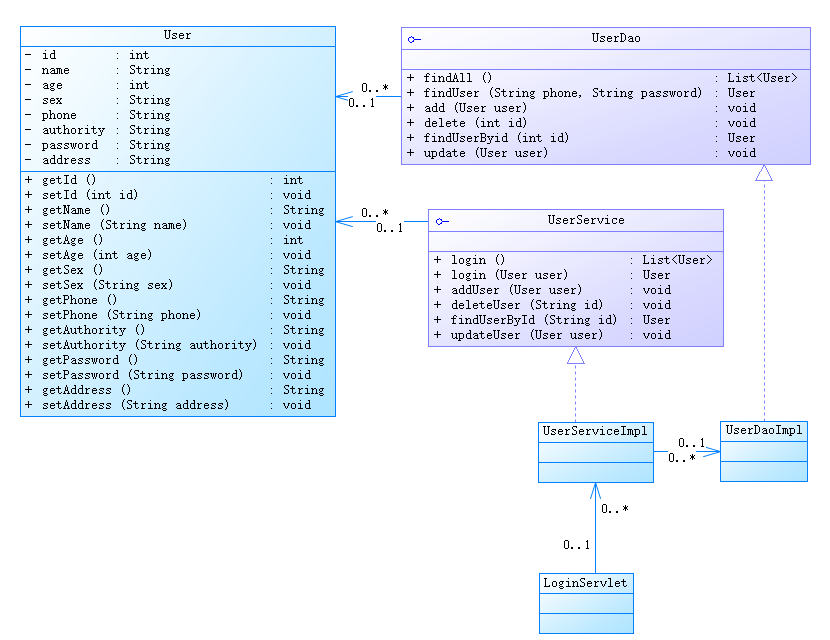 User
- id : int
- name : String
- age : int
- sex : String
- phone : String
- authority : String
- password : String
- address : String
+ getId () : int
+ setId (int id) : void
+ getName () : String
+ setName (String name) : void
+ getAge () : int
+ setAge (int age) : void
+ getSex () : String
+ setSex (String sex) : void
+ getPhone () : String
+ setPhone (String phone) : void
+ getAuthority () : String
+ setAuthority (String authority) : void
+ getPassword () : String
+ setPassword (String password) : void
+ getAddress () : String
+ setAddress (String address) : void
0..*
0..1
UserDao
+ findAll () : List<User>
+ findUser (String phone, String password) : User
+ add (User user) : void
+ delete (int id) : void
+ findUserByid (int id) : User
+ update (User user) : void
0..*
0..1
UserService
+ login () : List<User>
+ login (User user) : User
+ addUser (User user) : void
+ deleteUser (String id) : void
+ findUserById (String id) : User
+ updateUser (User user) : void
UserServiceImpl
0..1
0..*
UserDaoImpl
0..*
0..1
LoginServlet